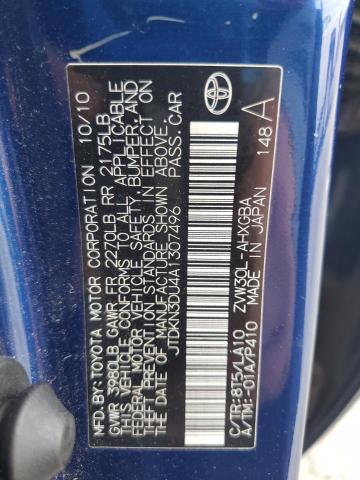 MFD.BY: TOYOTA MOTOR CORPORATION 10/10
GVWR 3980LB GAWR FR 2270LB RR 2175LB
THIS VEHICLE CONFORMS TO ALL APPLICABLE
FEDERAL MOTOR VEHICLE SAFETY, BUMPER, AND
THEFT PREVENTION STANDARDS IN EFFECT ON
THE DATE OF MANUFACTURE SHOWN ABOVE.
JTDKN3DU4A1307496 PASS. CAR
C/TR:8T5/LA10 ZVW30L-AHXGBA
A/TM:-01A/P410 MADE IN JAPAN
148 A
TOYOTA